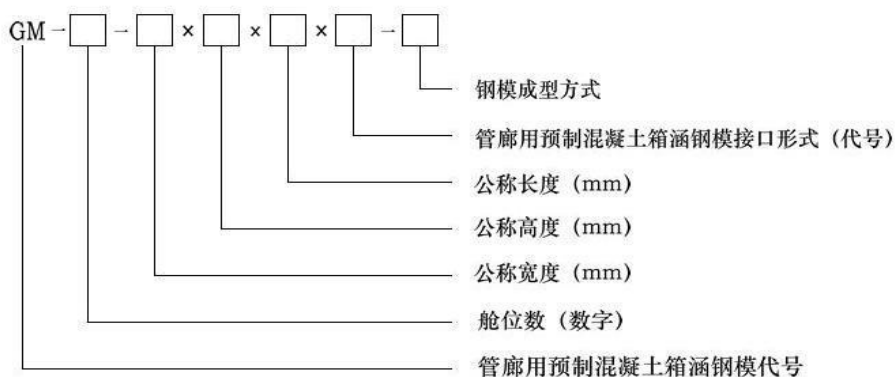 GM-□-□×□×□×□-□
钢模成型方式
管廊用预制混凝土箱涵钢模接口形式（代号）
公称长度（mm）
公称高度（mm）
公称宽度（mm）
舱位数（数字）
管廊用预制混凝土箱涵钢模代号